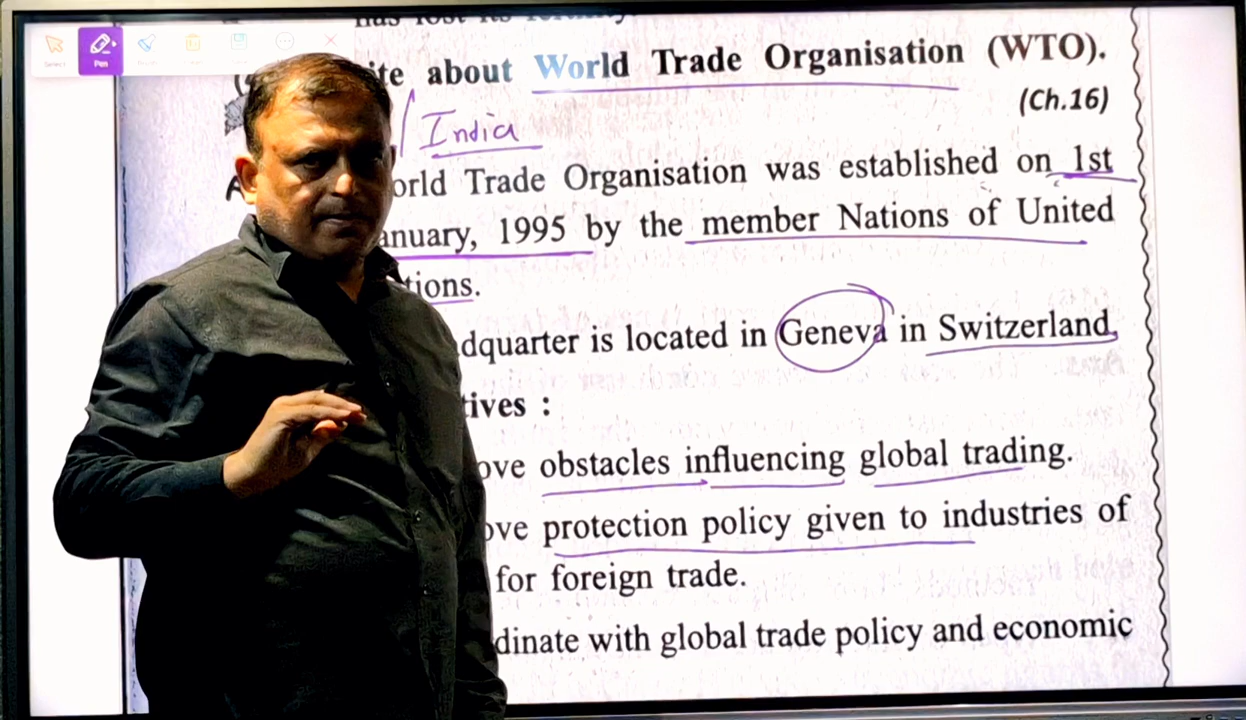 Select Pen
ite about World Trade Organisation (WTO).
(Ch.16)
India
orld Trade Organisation was established on 1st
anuary, 1995 by the member Nations of United
tions.
dquarter is located in Geneva in Switzerland.
tives :
ove obstacles influencing global trading.
ove protection policy given to industries of
for foreign trade.
dinate with global trade policy and economic